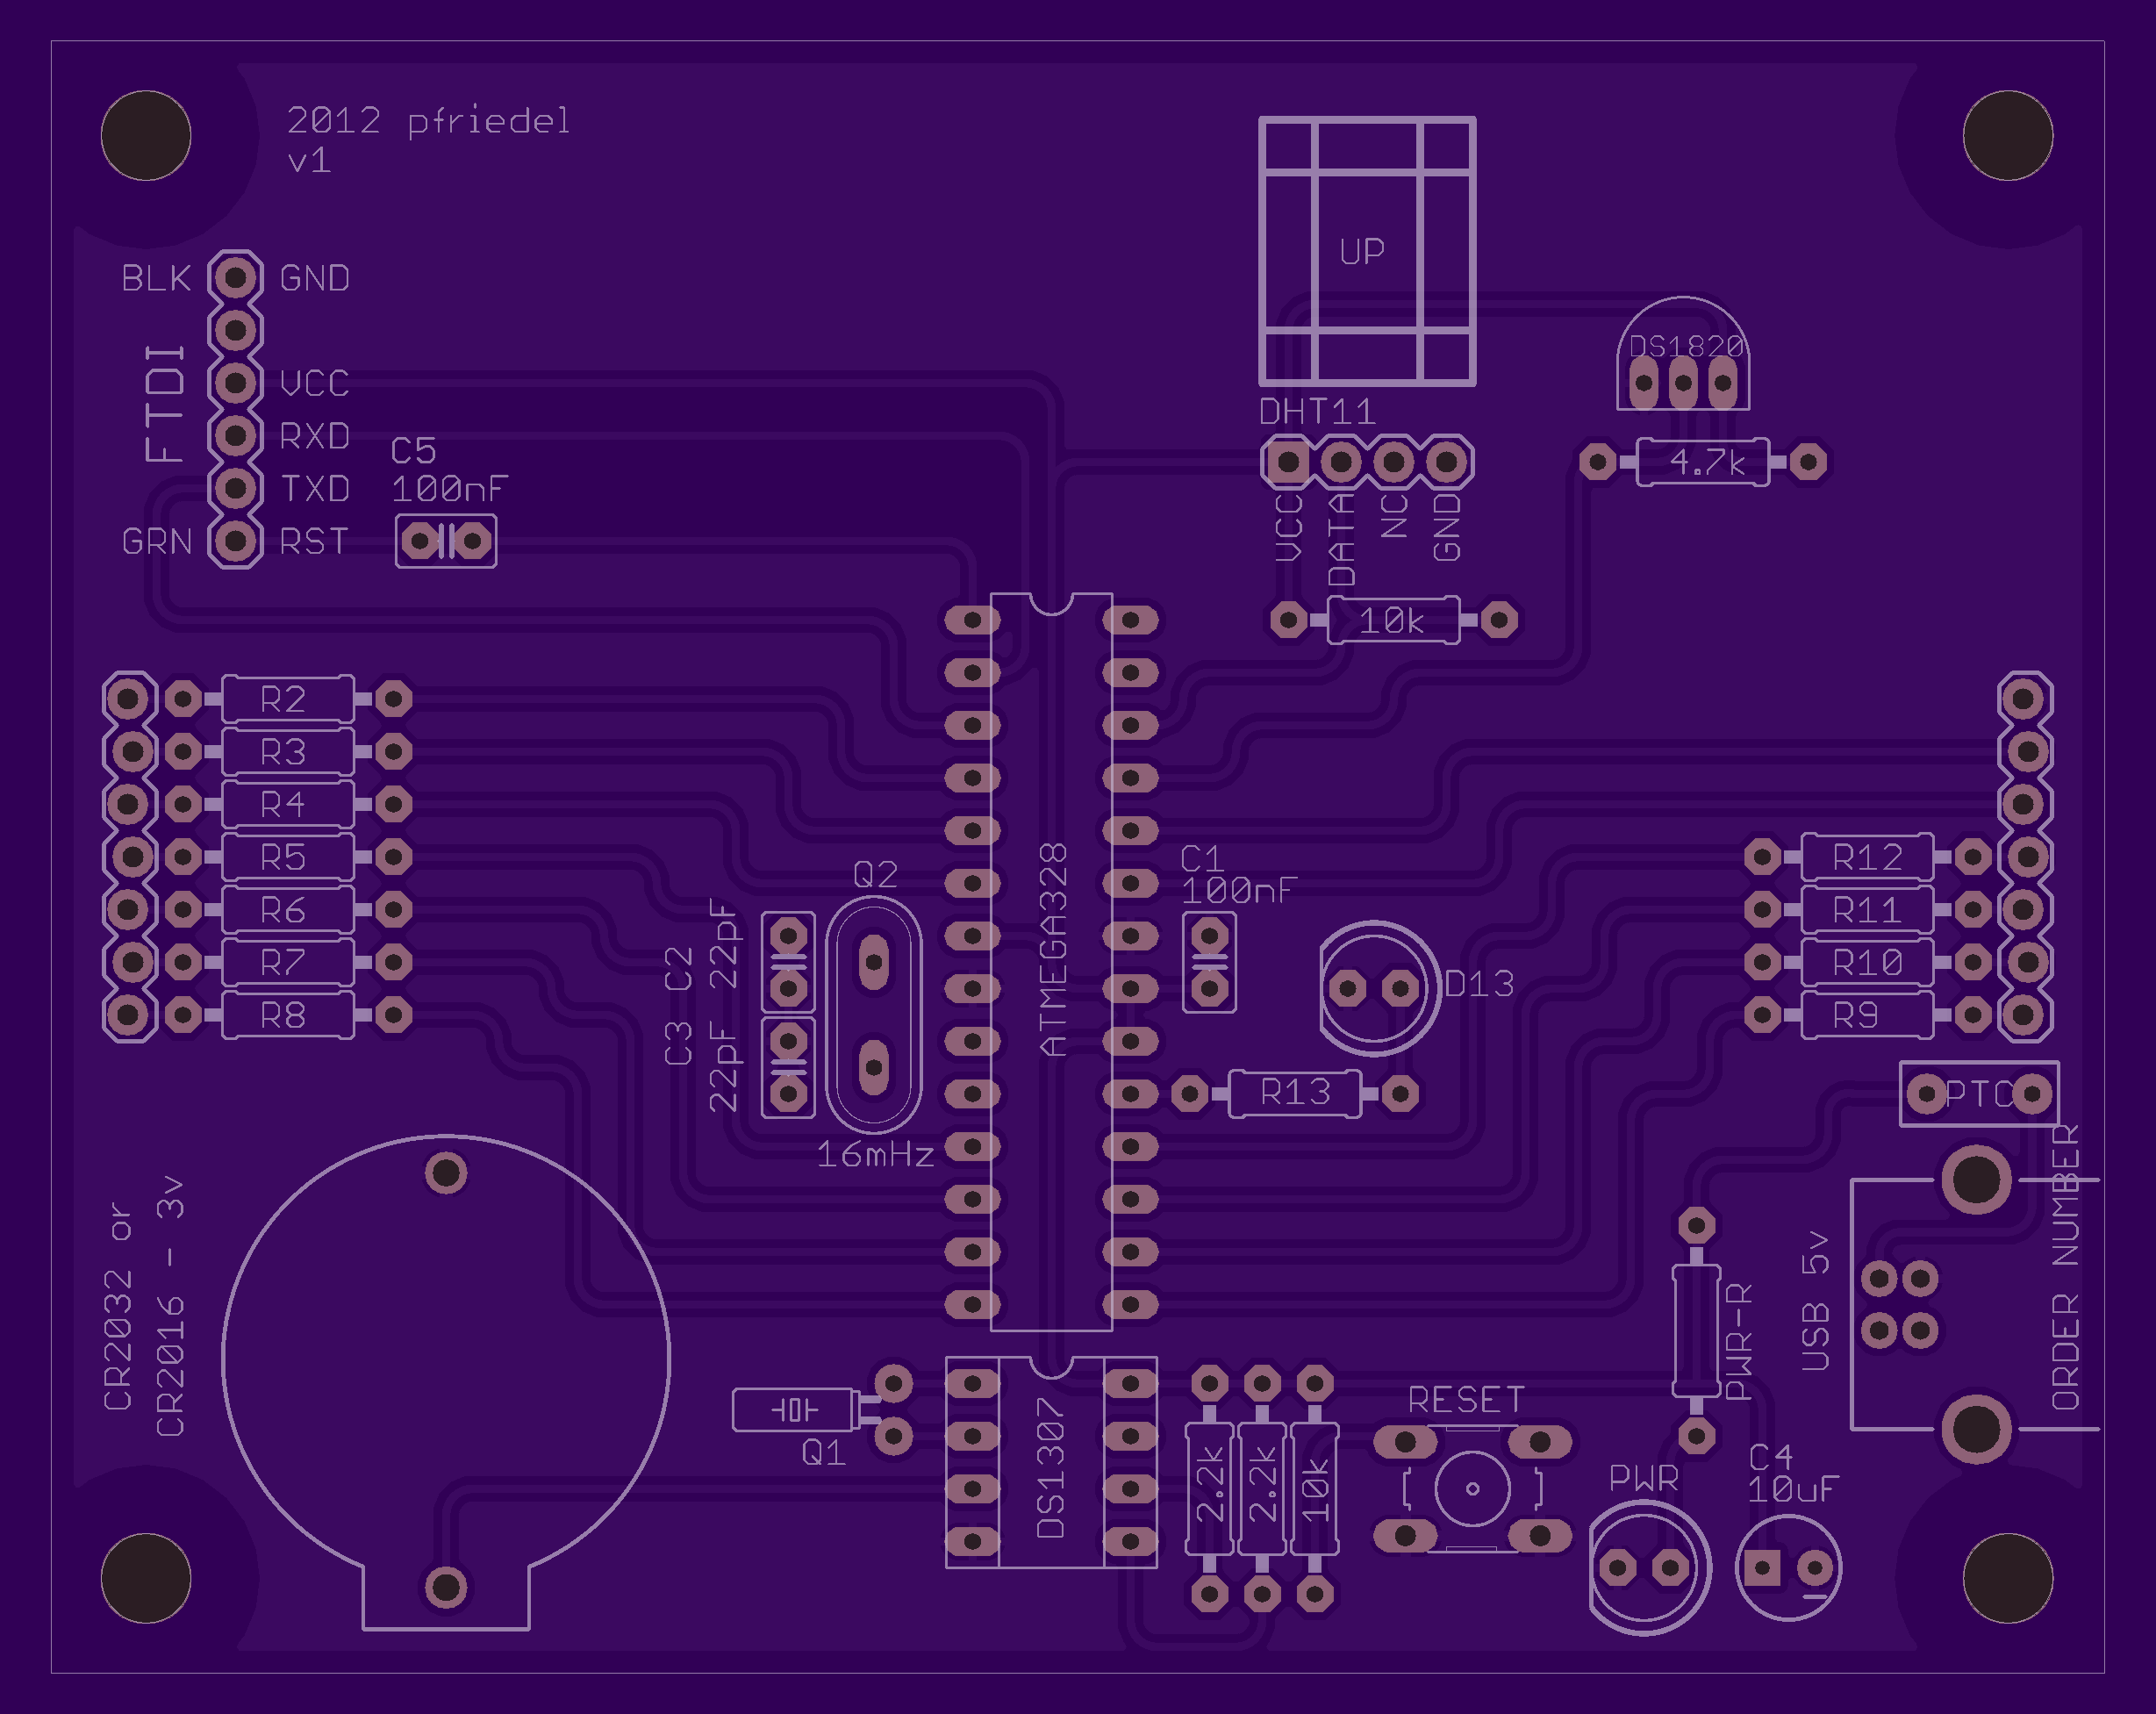 2012 pfriedel
v1
UP
BLK
GND
DS1820
FTDI
VCC
DHT11
RXD
C5
4.7k
TXD
100nF
VCC
DATA
NC
GND
GRN
RST
10k
R2
R3
R4
R5
R6
R7
R8
Q2
C2
22pF
C3
22pF
16mHz
ATMEGA328
C1
100nF
D13
R13
R12
R11
R10
R9
PTC
CR2032 or
CR2016 - 3v
USB 5v
ORDER NUMBER
PWR-R
Q1
DS1307
2.2k
2.2k
10k
RESET
PWR
C4
10uF